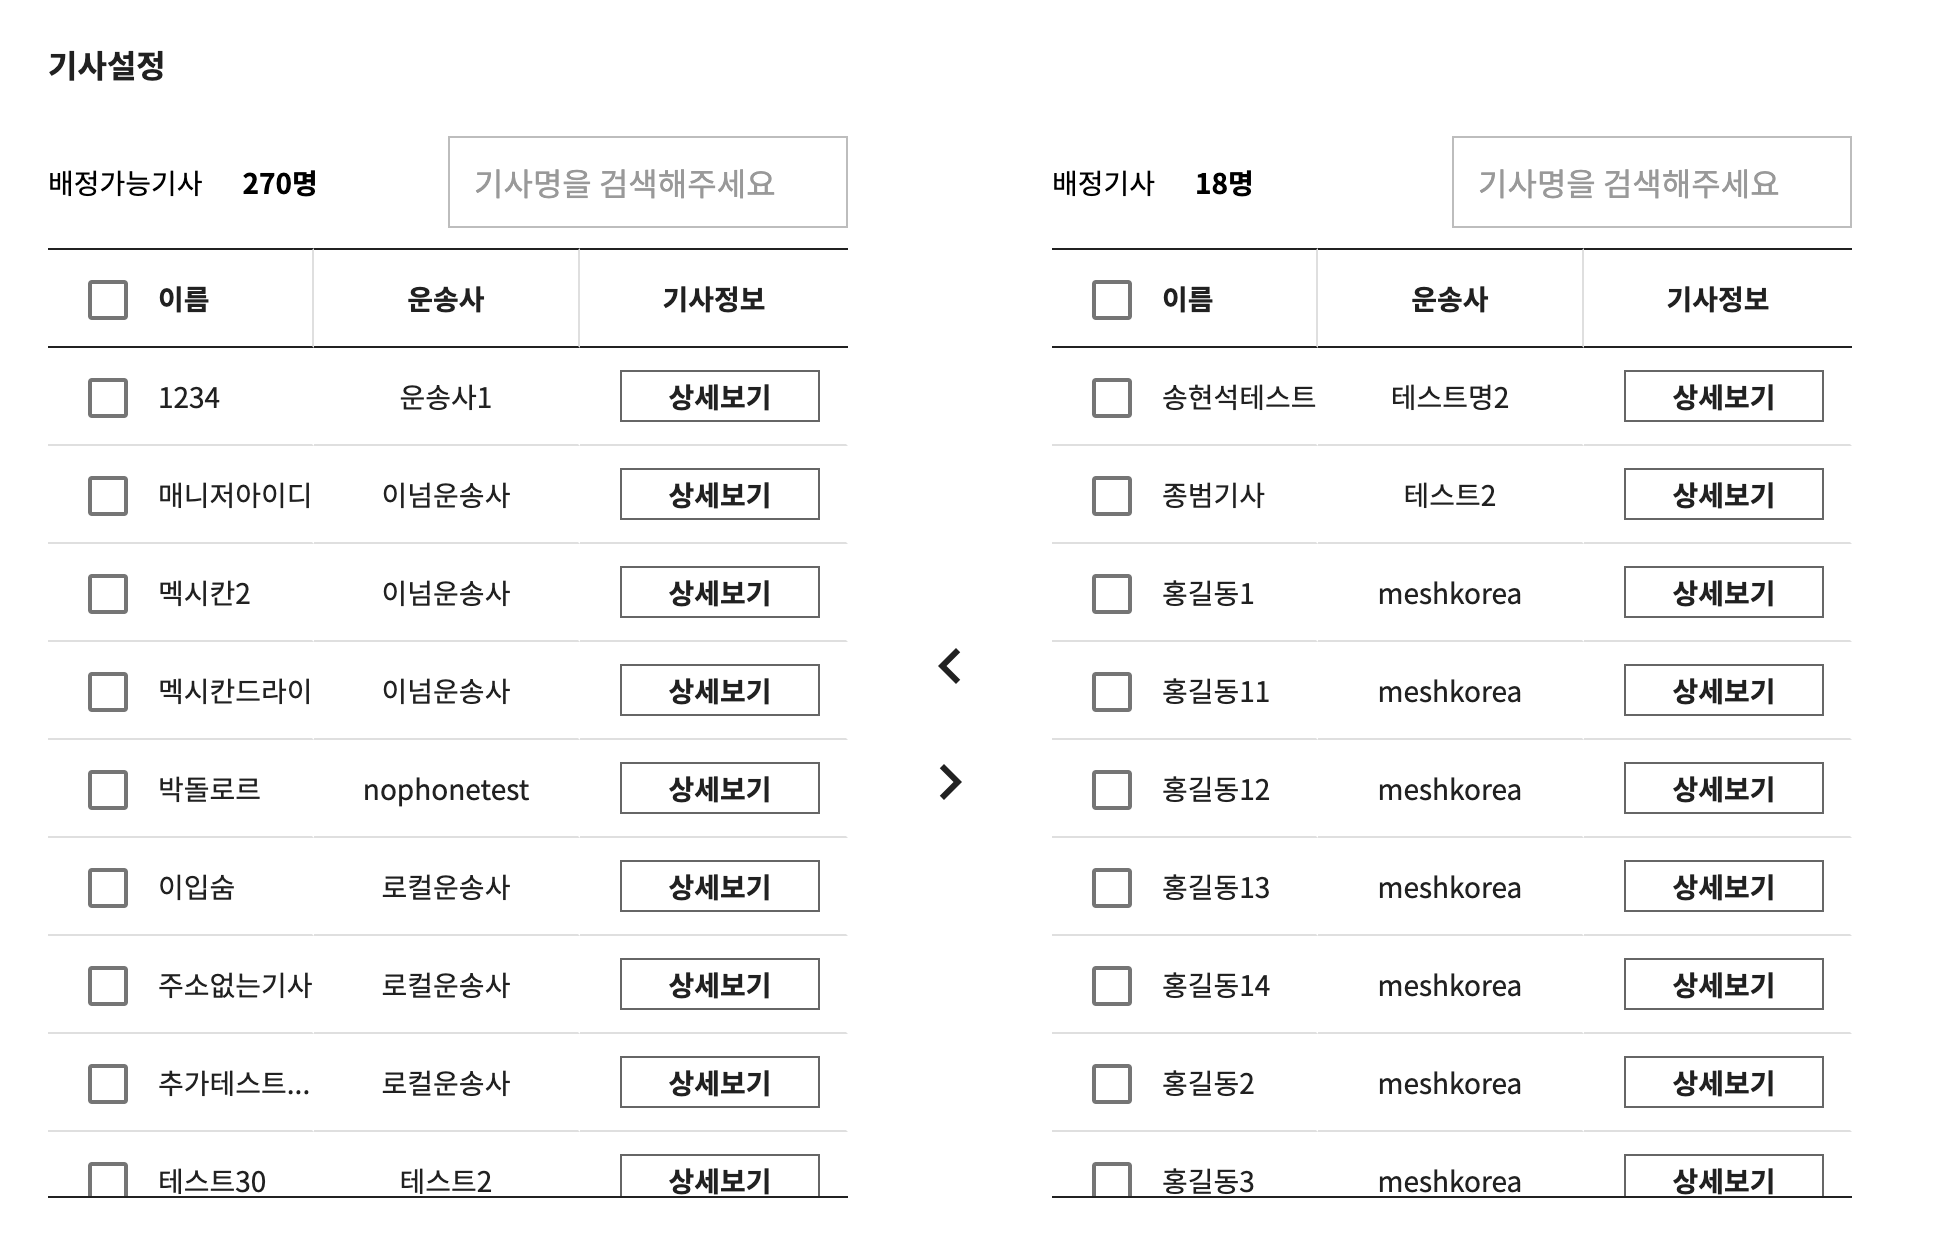 기사설정
배정가능기사 270명 기사명을 검색해주세요
이름 운송사 기사정보
1234 운송사1 상세보기
매니저아이디 이넘운송사 상세보기
멕시칸2 이넘운송사 상세보기
멕시칸드라이 이넘운송사 상세보기
박돌로르 nophonetest 상세보기
이입숨 로컬운송사 상세보기
주소없는기사 로컬운송사 상세보기
추가테스트... 로컬운송사 상세보기
테스트30 테스트2 상세보기
배정기사 18명 기사명을 검색해주세요
이름 운송사 기사정보
송현석테스트 테스트명2 상세보기
종범기사 테스트2 상세보기
홍길동1 meshkorea 상세보기
홍길동11 meshkorea 상세보기
홍길동12 meshkorea 상세보기
홍길동13 meshkorea 상세보기
홍길동14 meshkorea 상세보기
홍길동2 meshkorea 상세보기
홍길동3 meshkorea 상세보기